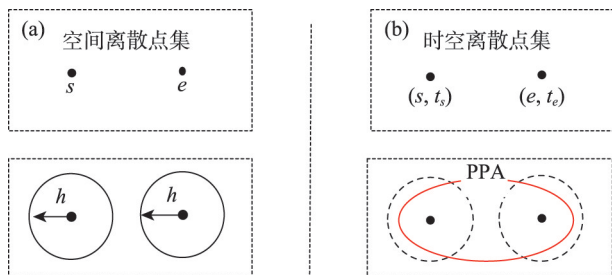 (a) 空间离散点集
s e
h h
(b) 时空离散点集
(s, tₛ) (e, tₑ)
PPA